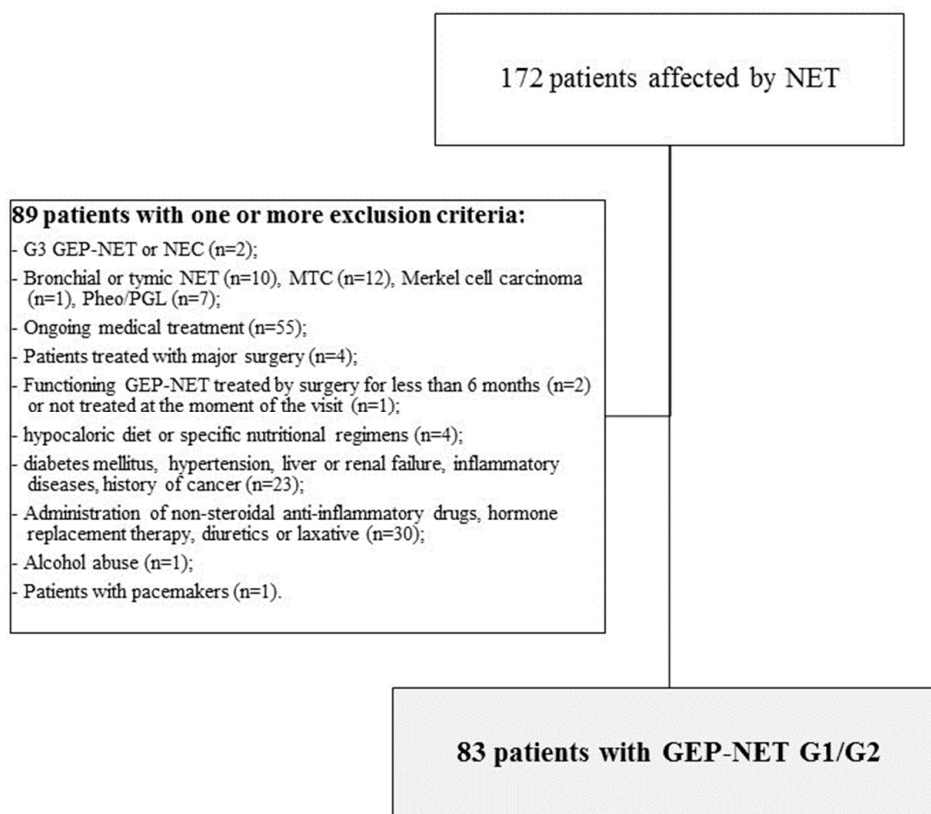 172 patients affected by NET
89 patients with one or more exclusion criteria:
- G3 GEP-NET or NEC (n=2);
- Bronchial or tymic NET (n=10), MTC (n=12), Merkel cell carcinoma
(n=1), Pheo/PGL (n=7);
- Ongoing medical treatment (n=55);
- Patients treated with major surgery (n=4);
- Functioning GEP-NET treated by surgery for less than 6 months (n=2)
or not treated at the moment of the visit (n=1);
- hypocaloric diet or specific nutritional regimens (n=4);
- diabetes mellitus, hypertension, liver or renal failure, inflammatory
diseases, history of cancer (n=23);
- Administration of non-steroidal anti-inflammatory drugs, hormone
replacement therapy, diuretics or laxative (n=30);
- Alcohol abuse (n=1);
- Patients with pacemakers (n=1).
83 patients with GEP-NET G1/G2